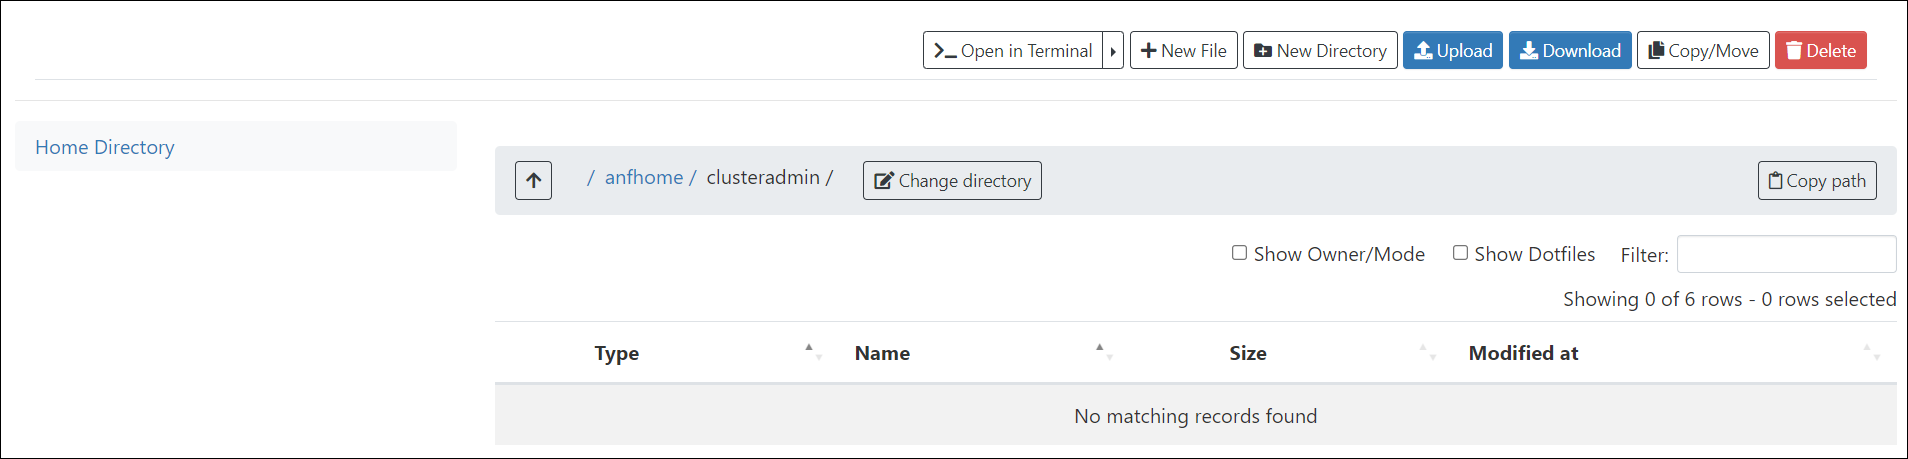 Open in Terminal New File New Directory Upload Download Copy/Move Delete
Home Directory
/ anfhome / clusteradmin / Change directory Copy path
Show Owner/Mode Show Dotfiles Filter:
Showing 0 of 6 rows - 0 rows selected
Type Name Size Modified at
No matching records found